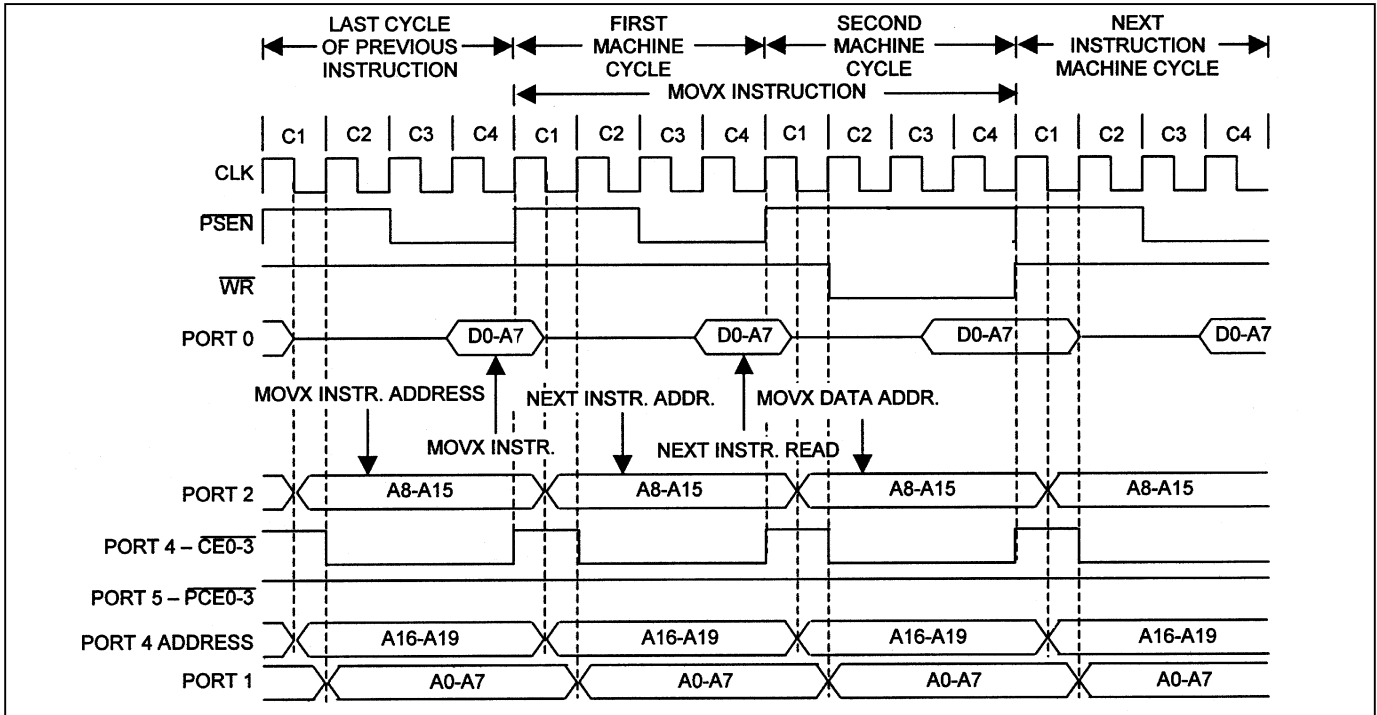 LAST CYCLE OF PREVIOUS INSTRUCTION
FIRST MACHINE CYCLE
SECOND MACHINE CYCLE
NEXT INSTRUCTION MACHINE CYCLE
MOVX INSTRUCTION
C1 C2 C3 C4 C1 C2 C3 C4 C1 C2 C3 C4 C1 C2 C3 C4
CLK
PSEN
WR
PORT 0 D0-A7 D0-A7 D0-A7 D0-A7
MOVX INSTR. ADDRESS NEXT INSTR. ADDR. MOVX DATA ADDR.
MOVX INSTR. NEXT INSTR. READ
PORT 2 A8-A15 A8-A15 A8-A15 A8-A15
PORT 4 – CE0-3
PORT 5 – PCE0-3
PORT 4 ADDRESS A16-A19 A16-A19 A16-A19 A16-A19
PORT 1 A0-A7 A0-A7 A0-A7 A0-A7